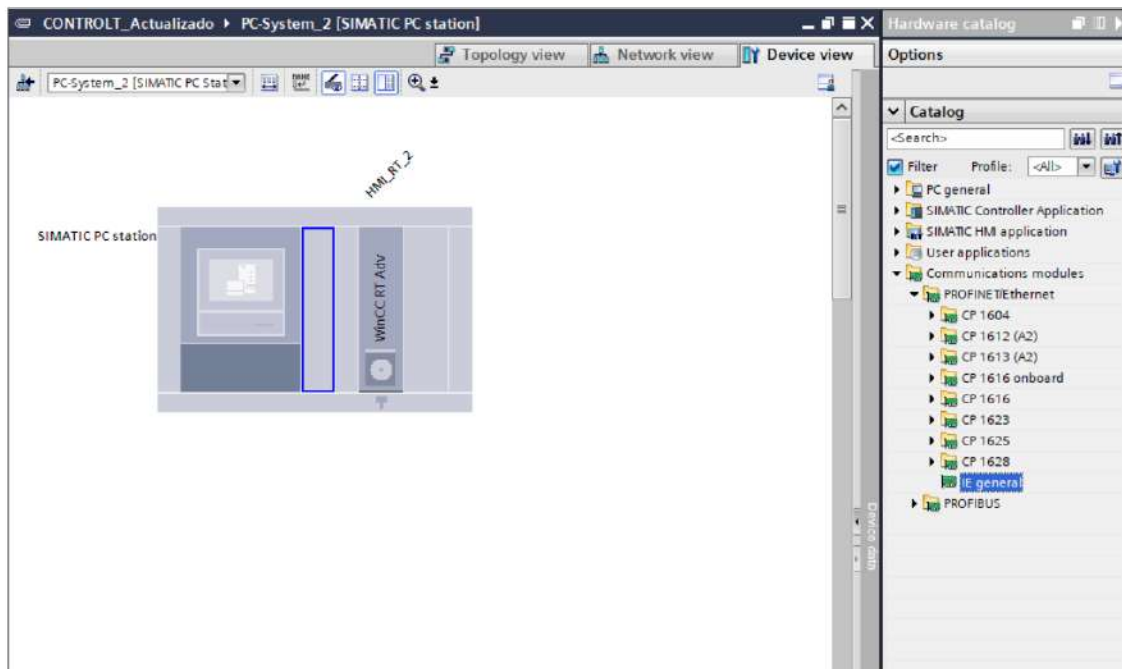 CONTROLT_Actualizado ▸ PC-System_2 [SIMATIC PC station]
Hardware catalog
Topology view
Network view
Device view
Options
PC-System_2 [SIMATIC PC Stat
Catalog
<Search>
Filter Profile: <All>
HMI_RT_2
SIMATIC PC station
WinCC RT Adv
PC general
SIMATIC Controller Application
SIMATIC HMI application
User applications
Communications modules
PROFINET/Ethernet
CP 1604
CP 1612 (A2)
CP 1613 (A2)
CP 1616 onboard
CP 1616
CP 1623
CP 1625
CP 1628
IE general
PROFIBUS
Device data